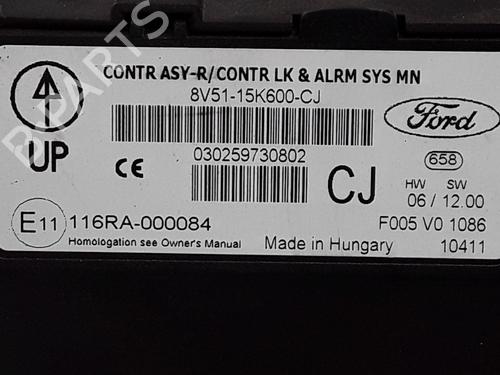 CONTR ASY-R/CONTR LK & ALRM SYS MN
8V51-15K600-CJ
Ford
UP
CE
030259730802
CJ
658
HW SW
06 / 12.00
E11 116RA-000084
F005 V0 1086
Homologation see Owner's Manual
Made in Hungary
10411